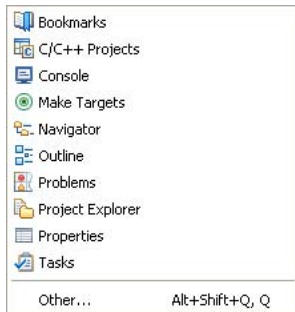 Bookmarks
C/C++ Projects
Console
Make Targets
Navigator
Outline
Problems
Project Explorer
Properties
Tasks
Other... Alt+Shift+Q, Q